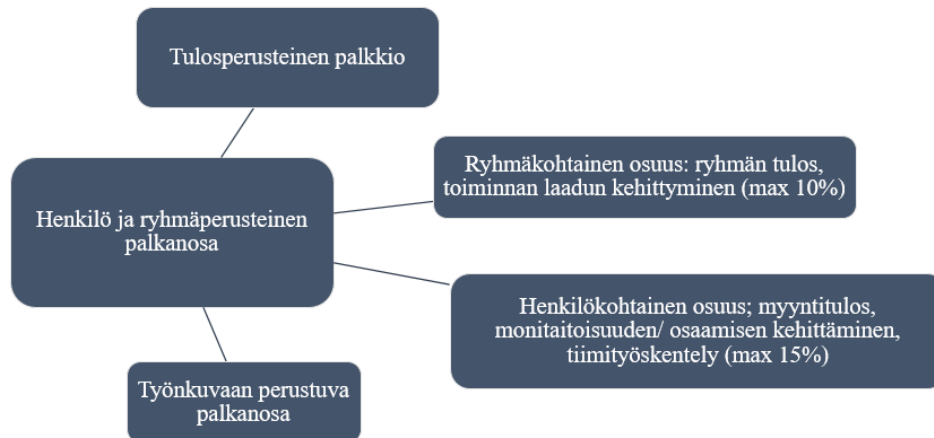 Tulosperusteinen palkkio
Ryhmäkohtainen osuus: ryhmän tulos,
toiminnan laadun kehittyminen (max 10%)
Henkilö ja ryhmäperusteinen
palkanosa
Henkilökohtainen osuus; myyntitulos,
monitaitoisuuden/ osaamisen kehittäminen,
tiimityöskentely (max 15%)
Työnkuvaan perustuva
palkanosa